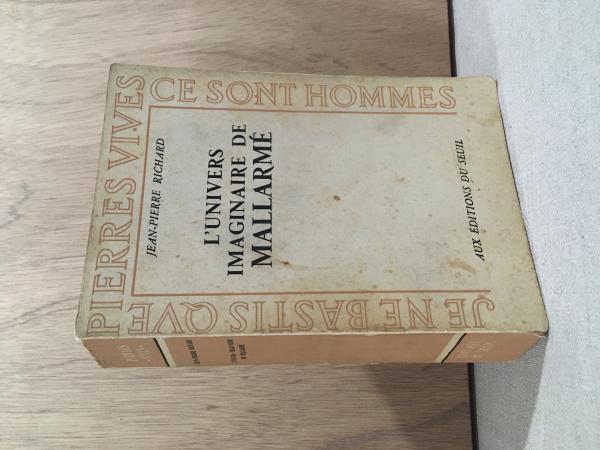 JE NE BASTIS QVE
PIERRES VIVES
CE SONT HOMMES
JEAN-PIERRE RICHARD
L'UNIVERS
IMAGINAIRE DE
MALLARMÉ
AUX ÉDITIONS DU SEUIL